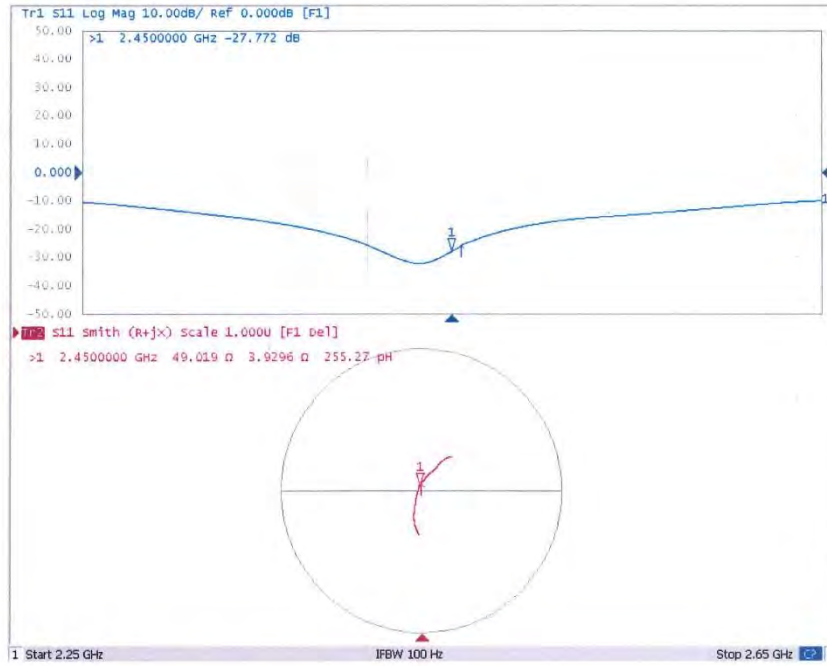 Tr1 S11 Log Mag 10.00dB/ Ref 0.000dB [F1]
50.00
>1 2.4500000 GHz -27.772 dB
40.00
30.00
20.00
10.00
0.000
-10.00
1
-20.00
1
-30.00
-40.00
-50.00
Tr2 S11 Smith (R+jX) Scale 1.000U [F1 Del]
>1 2.4500000 GHz 49.019 Ω 3.9296 Ω 255.27 pH
1
1 Start 2.25 GHz IFBW 100 Hz Stop 2.65 GHz C?